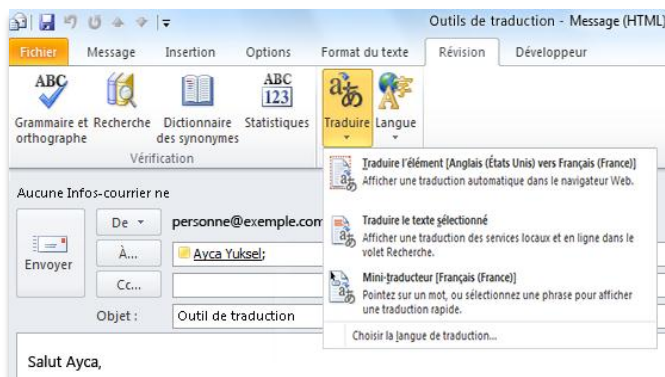 Outils de traduction - Message (HTML)
Fichier Message Insertion Options Format du texte Révision Développeur
ABC ABC 123
Grammaire et orthographe Recherche Dictionnaire des synonymes Statistiques Traduire Langue
Vérification
Traduire l'élément [Anglais (États Unis) vers Français (France)]
Afficher une traduction automatique dans le navigateur Web.
Traduire le texte sélectionné
Afficher une traduction des services locaux et en ligne dans le
volet Recherche.
Mini-traducteur [Français (France)]
Pointez sur un mot, ou sélectionnez une phrase pour afficher
une traduction rapide.
Choisir la langue de traduction...
Aucune Infos-courrier ne
De personne@exemple.com
Envoyer
À... Ayca Yuksel;
Cc...
Objet : Outil de traduction
Salut Ayca,